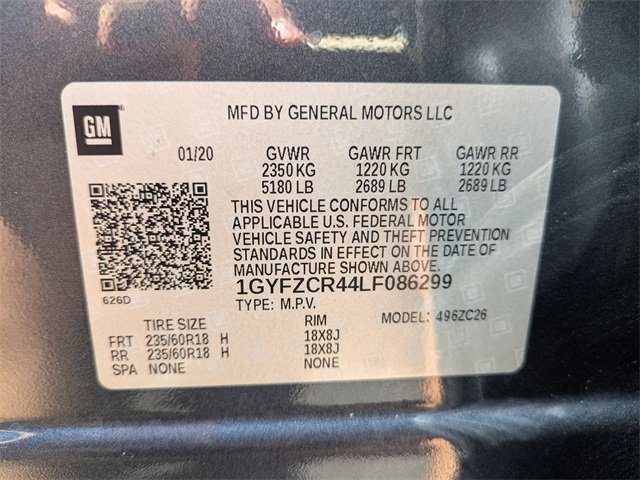 GM
MFD BY GENERAL MOTORS LLC
01/20 GVWR GAWR FRT GAWR RR
2350 KG 1220 KG 1220 KG
5180 LB 2689 LB 2689 LB
THIS VEHICLE CONFORMS TO ALL
APPLICABLE U.S. FEDERAL MOTOR
VEHICLE SAFETY AND THEFT PREVENTION
STANDARDS IN EFFECT ON THE DATE OF
MANUFACTURE SHOWN ABOVE.
626D
1GYFZCR44LF086299
TYPE: M.P.V.
MODEL: 496ZC26
TIRE SIZE RIM
FRT 235/60R18 H 18X8J
RR 235/60R18 H 18X8J
SPA NONE NONE